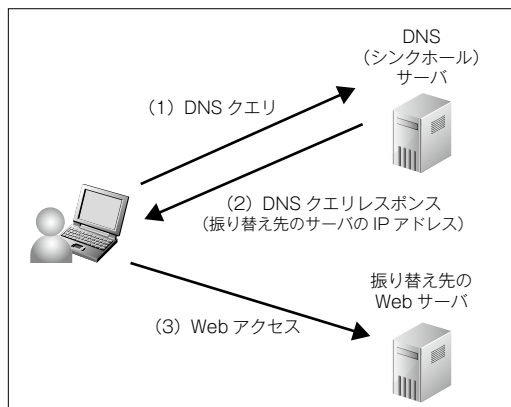 DNS
（シンクホール）
サーバ
（1）DNS クエリ
（2）DNS クエリレスポンス
（振り替え先のサーバの IP アドレス）
振り替え先の
Web サーバ
（3）Web アクセス